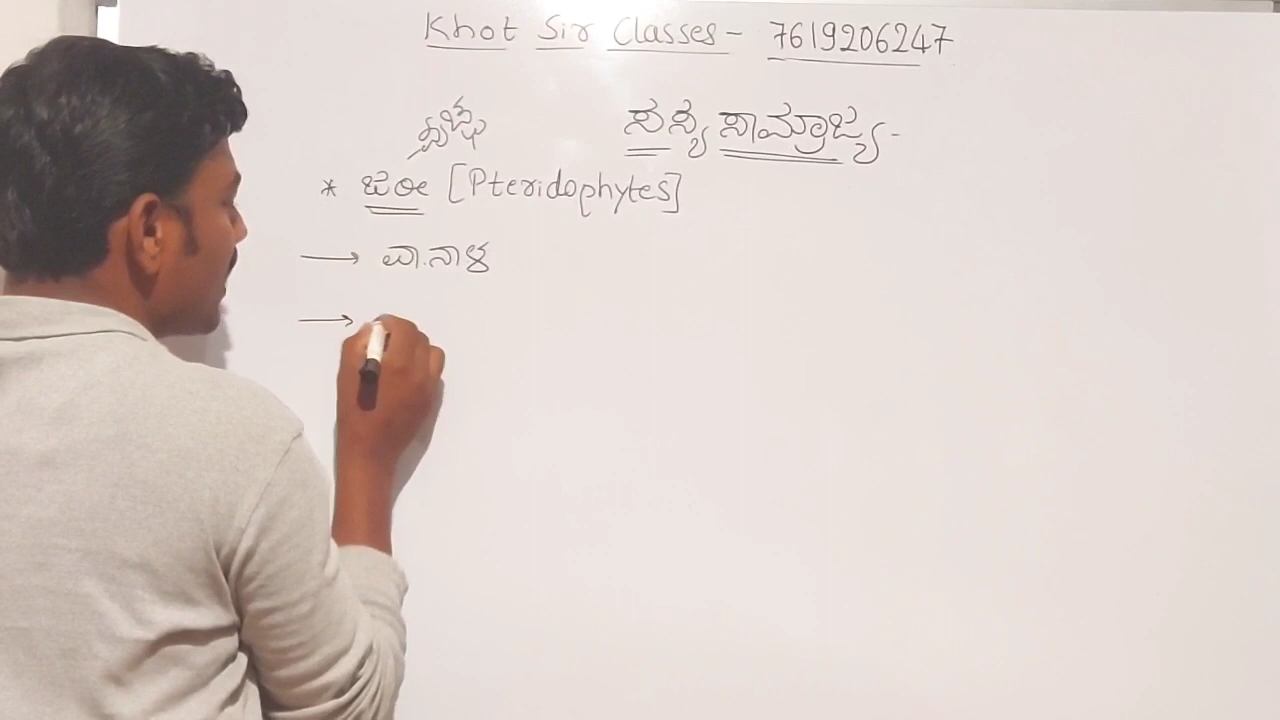 Khot Sir Classes - 7619206247
ಸಸ್ಯ ಸಾಮ್ರಾಜ್ಯ -
* ಜರೀ [Pteridophytes]
→ ವಾ.ನಾಳ
→